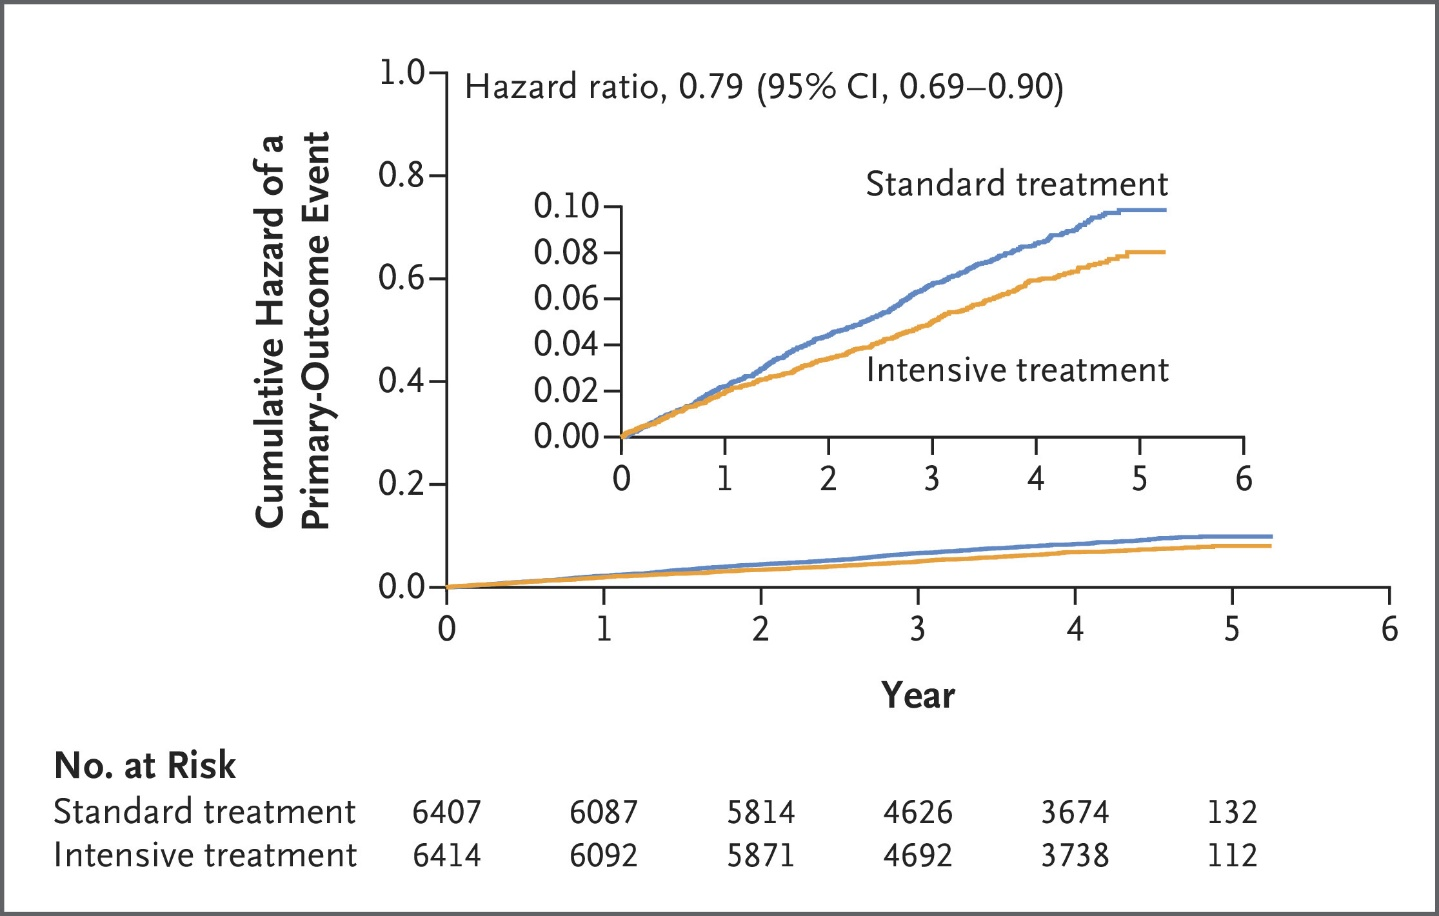 Cumulative Hazard of a
Primary-Outcome Event
1.0
0.8
0.6
0.4
0.2
0.0
Hazard ratio, 0.79 (95% CI, 0.69–0.90)
Standard treatment
0.10
0.08
0.06
0.04
0.02
0.00
Intensive treatment
0 1 2 3 4 5 6
0 1 2 3 4 5 6
Year
No. at Risk
Standard treatment 6407 6087 5814 4626 3674 132
Intensive treatment 6414 6092 5871 4692 3738 112